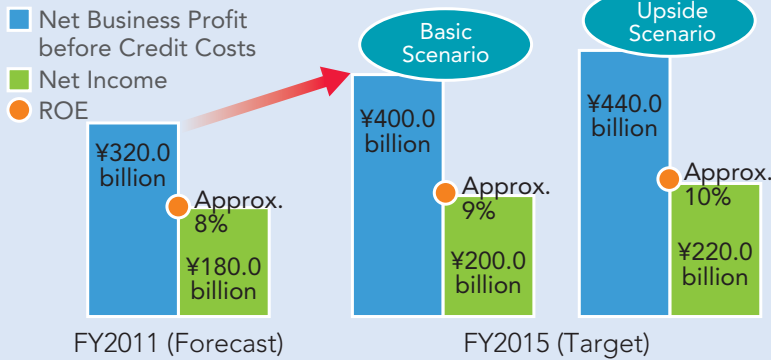 Net Business Profit
before Credit Costs
Net Income
ROE
Basic
Scenario
Upside
Scenario
¥320.0
billion
Approx.
8%
¥180.0
billion
¥400.0
billion
Approx.
9%
¥200.0
billion
¥440.0
billion
Approx.
10%
¥220.0
billion
FY2011 (Forecast)
FY2015 (Target)